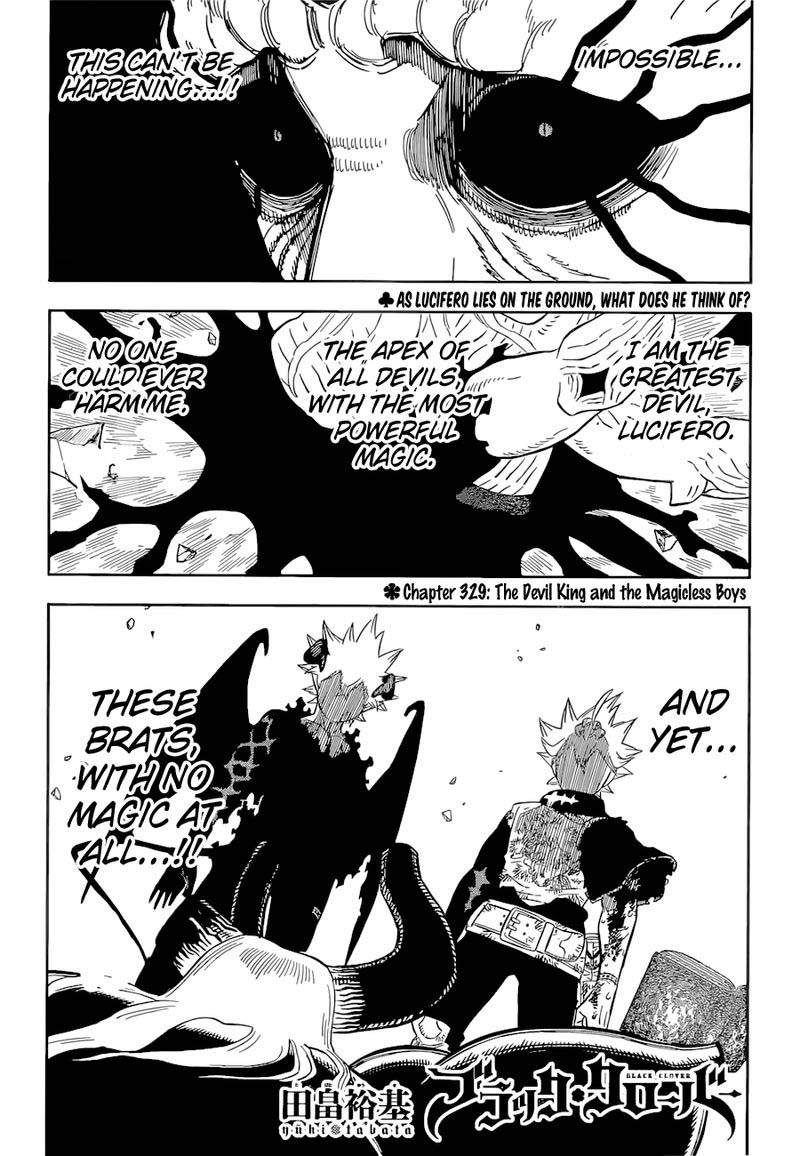 IMPOSSIBLE...
THIS CAN'T BE
HAPPENING...!!
♣ AS LUCIFERO LIES ON THE GROUND, WHAT DOES HE THINK OF?
I AM THE
GREATEST
DEVIL,
LUCIFERO.
THE APEX OF
ALL DEVILS,
WITH THE MOST
POWERFUL
MAGIC.
NO ONE
COULD EVER
HARM ME.
Chapter 329: The Devil King and the Magicless Boys
AND
YET...
THESE
BRATS,
WITH NO
MAGIC AT
ALL...!!
BLACK CLOVER
ブラック・クローバー
田畠裕基
yūki tabata